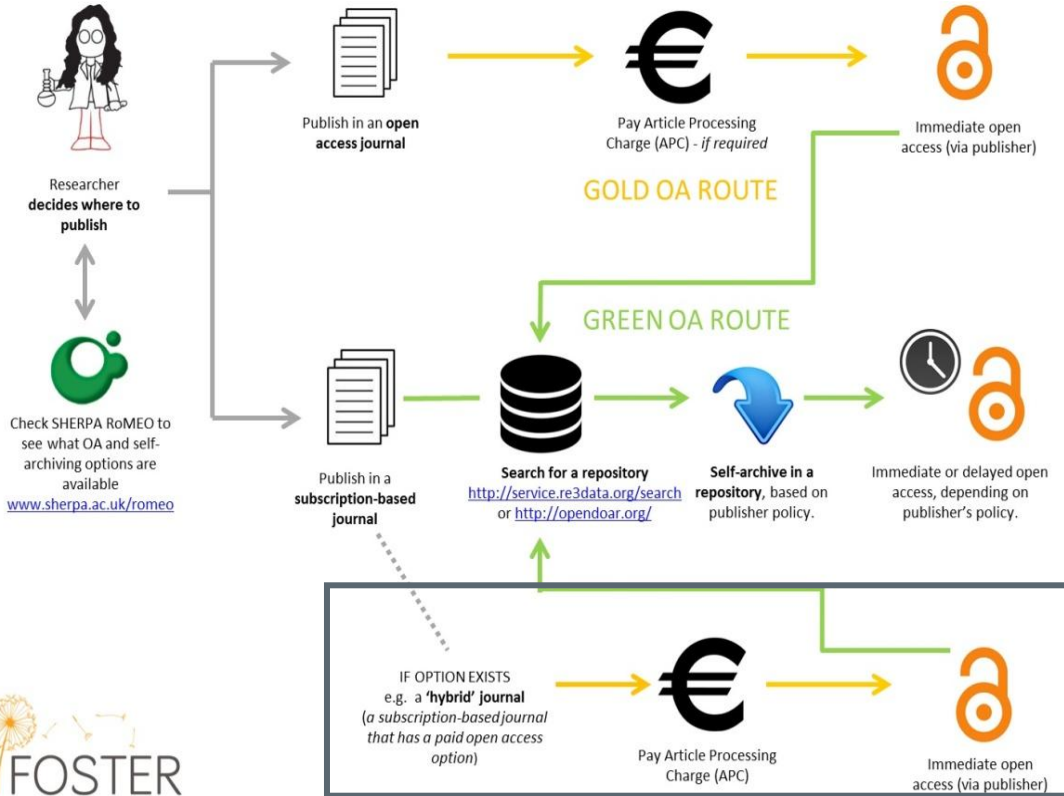 Researcher
decides where to
publish
Check SHERPA RoMEO to
see what OA and self-
archiving options are
available
www.sherpa.ac.uk/romeo
Publish in an open
access journal
Pay Article Processing
Charge (APC) - if required
Immediate open
access (via publisher)
GOLD OA ROUTE
GREEN OA ROUTE
Publish in a
subscription-based
journal
Search for a repository
http://service.re3data.org/search
or http://opendoar.org/
Self-archive in a
repository, based on
publisher policy.
Immediate or delayed open
access, depending on
publisher's policy.
IF OPTION EXISTS
e.g. a 'hybrid' journal
(a subscription-based journal
that has a paid open access
option)
Pay Article Processing
Charge (APC)
Immediate open
access (via publisher)
FOSTER